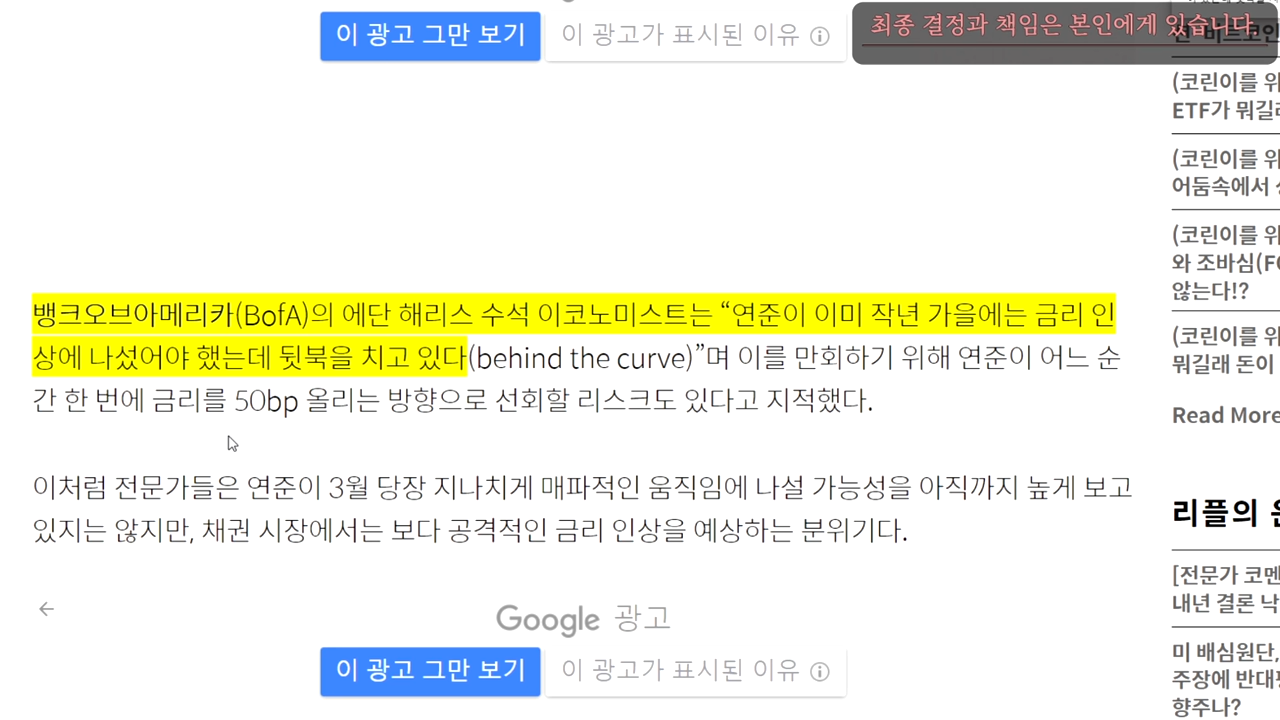 이 광고 그만 보기
이 광고가 표시된 이유
최종 결정과 책임은 본인에게 있습니다.
(코린이를 위
ETF가 뭐길래
(코린이를 위
어둠속에서
(코린이를 위
와 조바심(FO
않는다!?
(코린이를 위
뭐길래 돈이
Read More
뱅크오브아메리카(BofA)의 에단 해리스 수석 이코노미스트는 “연준이 이미 작년 가을에는 금리 인
상에 나섰어야 했는데 뒷북을 치고 있다(behind the curve)”며 이를 만회하기 위해 연준이 어느 순
간 한 번에 금리를 50bp 올리는 방향으로 선회할 리스크도 있다고 지적했다.
이처럼 전문가들은 연준이 3월 당장 지나치게 매파적인 움직임에 나설 가능성을 아직까지 높게 보고
있지는 않지만, 채권 시장에서는 보다 공격적인 금리 인상을 예상하는 분위기다.
리플의
[전문가 코멘
내년 결론 낙
미 배심원단,
주장에 반대
향주나?
Google 광고
이 광고 그만 보기
이 광고가 표시된 이유